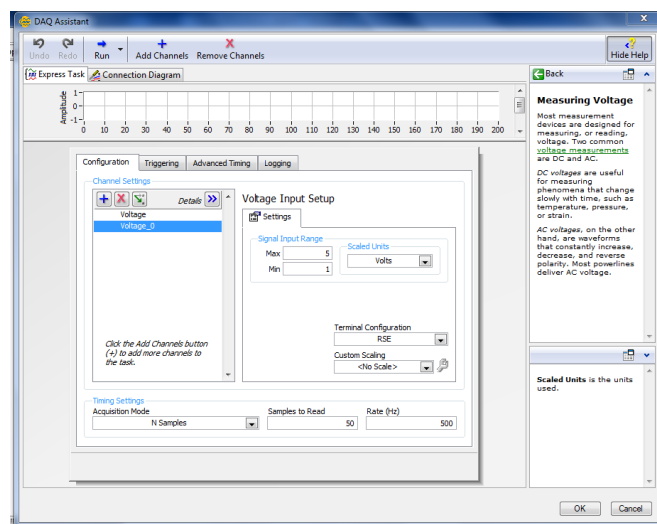 DAQ Assistant
X
Undo Redo Run Add Channels Remove Channels Hide Help
Express Task Connection Diagram
Back
Amplitude
1
0
-1
0 10 20 30 40 50 60 70 80 90 100 110 120 130 140 150 160 170 180 190 200
Configuration Triggering Advanced Timing Logging
Channel Settings
Details
Voltage
Voltage_0
Click the Add Channels button
(+) to add more channels to
the task.
Voltage Input Setup
Settings
Signal Input Range
Max 5
Min 1
Scaled Units
Volts
Terminal Configuration
RSE
Custom Scaling
<No Scale>
Timing Settings
Acquisition Mode Samples to Read Rate (Hz)
N Samples 50 500
Measuring Voltage
Most measurement
devices are designed for
measuring, or reading,
voltage. Two common
voltage measurements
are DC and AC.
DC voltages are useful
for measuring
phenomena that change
slowly with time, such as
temperature, pressure,
or strain.
AC voltages, on the other
hand, are waveforms
that constantly increase,
decrease, and reverse
polarity. Most powerlines
deliver AC voltage.
Scaled Units is the units
used.
OK Cancel